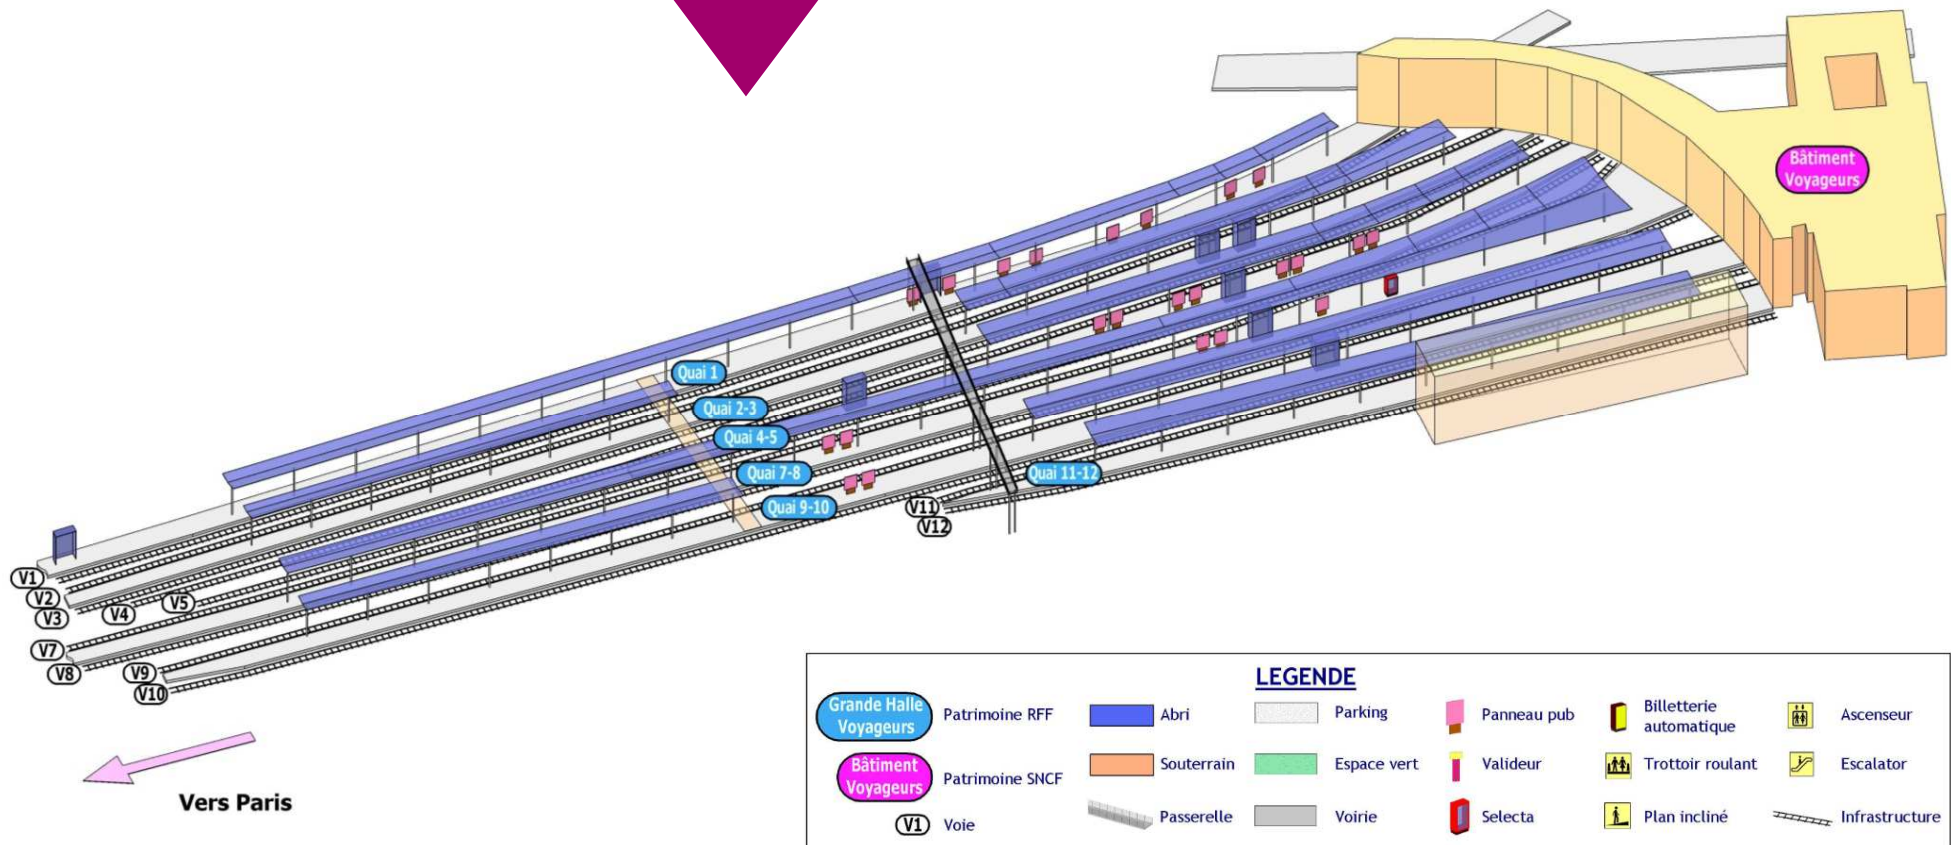 Bâtiment
Voyageurs
Quai 1
Quai 2-3
Quai 4-5
Quai 7-8
Quai 9-10
Quai 11-12
V11
V12
V1
V2
V3
V4
V5
V7
V8
V9
V10
Vers Paris
LEGENDE
Grande Halle
Voyageurs
Patrimoine RFF
Abri
Parking
Panneau pub
Billetterie
automatique
Ascenseur
Bâtiment
Voyageurs
Patrimoine SNCF
Souterrain
Espace vert
Valideur
Trottoir roulant
Escalator
V1
Voie
Passerelle
Voirie
Selecta
Plan incliné
Infrastructure